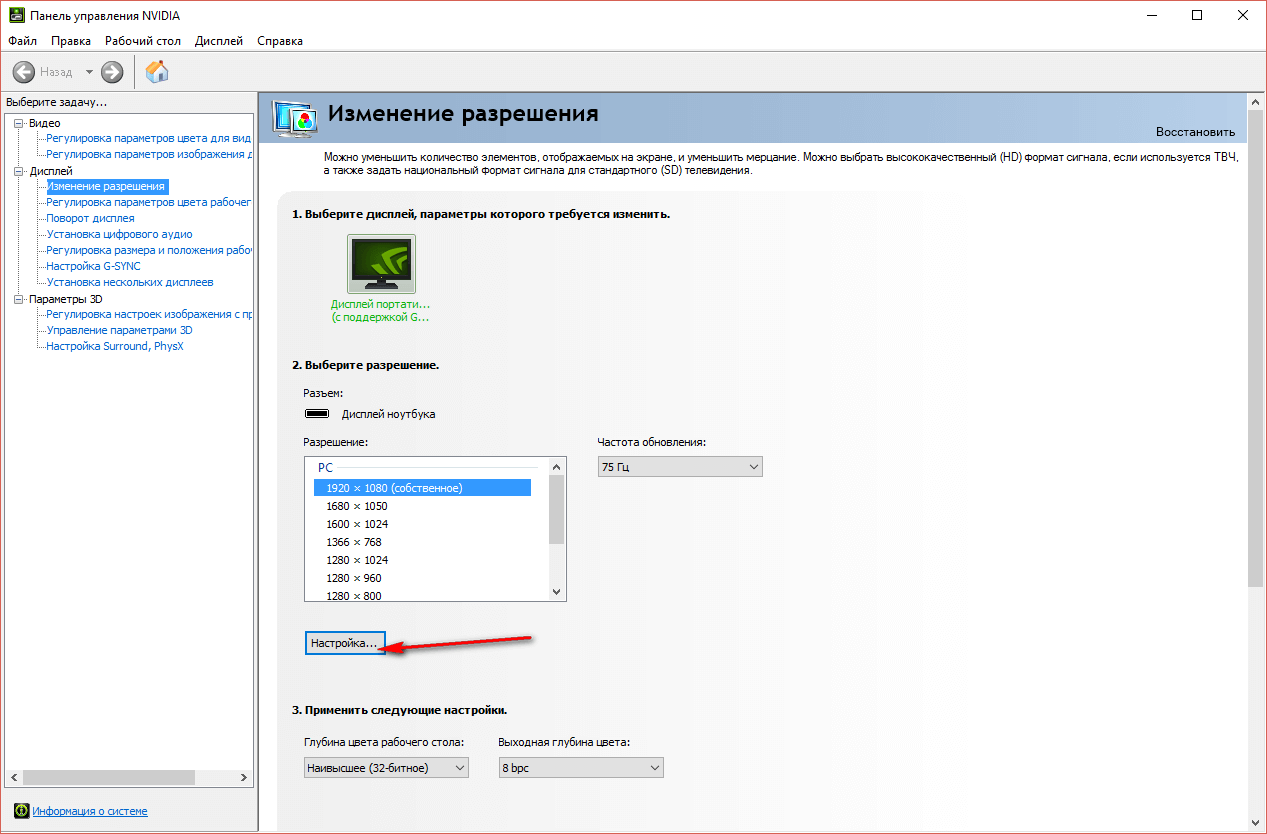 Панель управления NVIDIA
Файл Правка Рабочий стол Дисплей Справка
Назад
Выберите задачу...
Видео
Регулировка параметров цвета для вид
Регулировка параметров изображения д
Дисплей
Изменение разрешения
Регулировка параметров цвета рабочег
Поворот дисплея
Установка цифрового аудио
Регулировка размера и положения рабо
Настройка G-SYNC
Установка нескольких дисплеев
Параметры 3D
Регулировка настроек изображения с пр
Управление параметрами 3D
Настройка Surround, PhysX
Информация о системе
Изменение разрешения
Восстановить
Можно уменьшить количество элементов, отображаемых на экране, и уменьшить мерцание. Можно выбрать высококачественный (HD) формат сигнала, если используется ТВЧ,
а также задать национальный формат сигнала для стандартного (SD) телевидения.
1. Выберите дисплей, параметры которого требуется изменить.
Дисплей портати...
(с поддержкой G...
2. Выберите разрешение.
Разъем:
Дисплей ноутбука
Разрешение: Частота обновления:
PC 75 Гц
1920 × 1080 (собственное)
1680 × 1050
1600 × 1024
1366 × 768
1280 × 1024
1280 × 960
1280 × 800
Настройка...
3. Применить следующие настройки.
Глубина цвета рабочего стола: Выходная глубина цвета:
Наивысшее (32-битное) 8 bpc